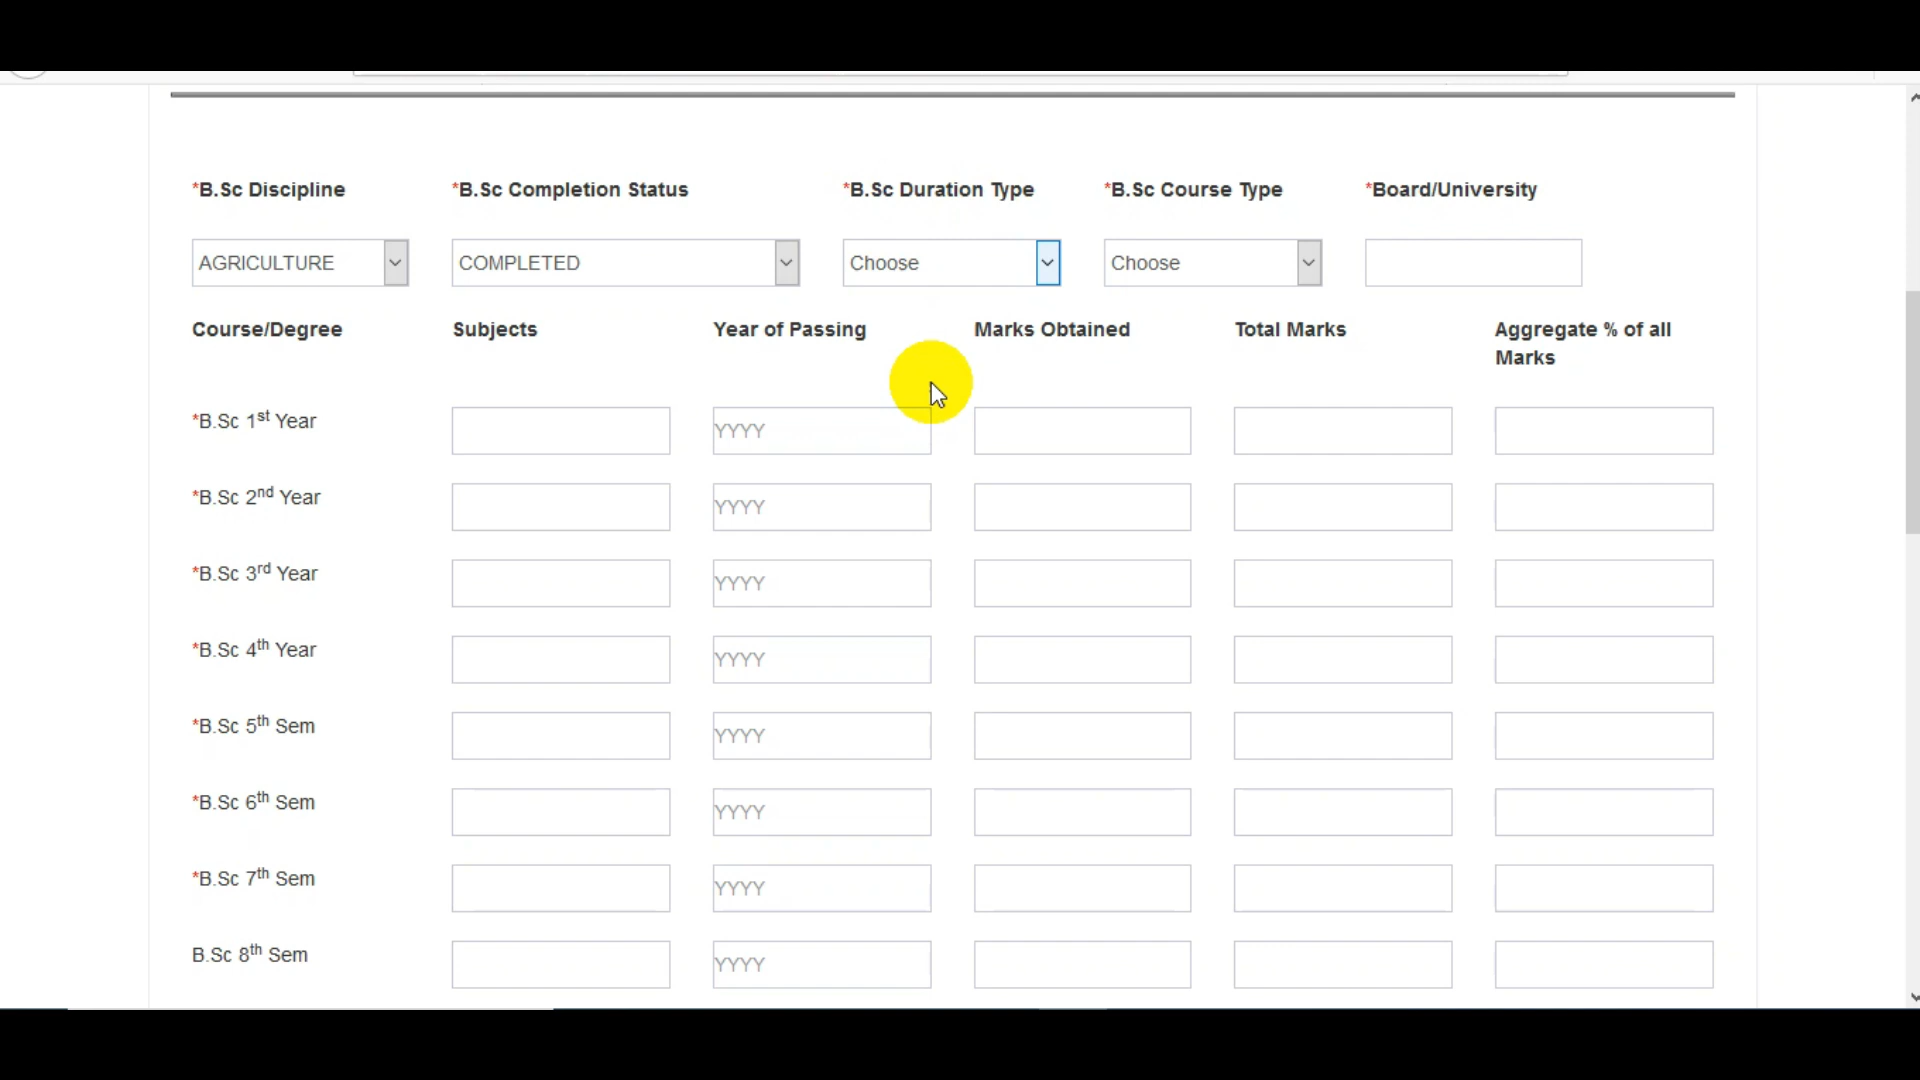 *B.Sc Discipline *B.Sc Completion Status *B.Sc Duration Type *B.Sc Course Type *Board/University
AGRICULTURE COMPLETED Choose Choose
Course/Degree Subjects Year of Passing Marks Obtained Total Marks Aggregate % of all
Marks
*B.Sc 1st Year YYYY
*B.Sc 2nd Year YYYY
*B.Sc 3rd Year YYYY
*B.Sc 4th Year YYYY
*B.Sc 5th Sem YYYY
*B.Sc 6th Sem YYYY
*B.Sc 7th Sem YYYY
B.Sc 8th Sem YYYY